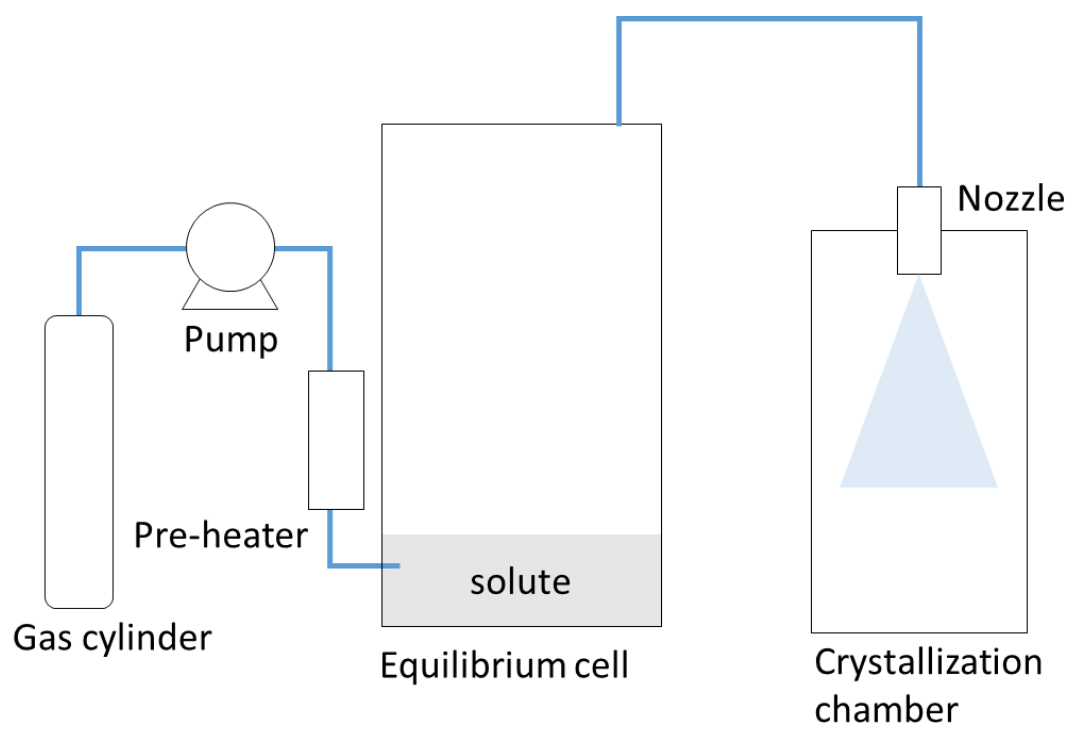 Nozzle
Pump
Pre-heater
solute
Gas cylinder
Equilibrium cell
Crystallization
chamber